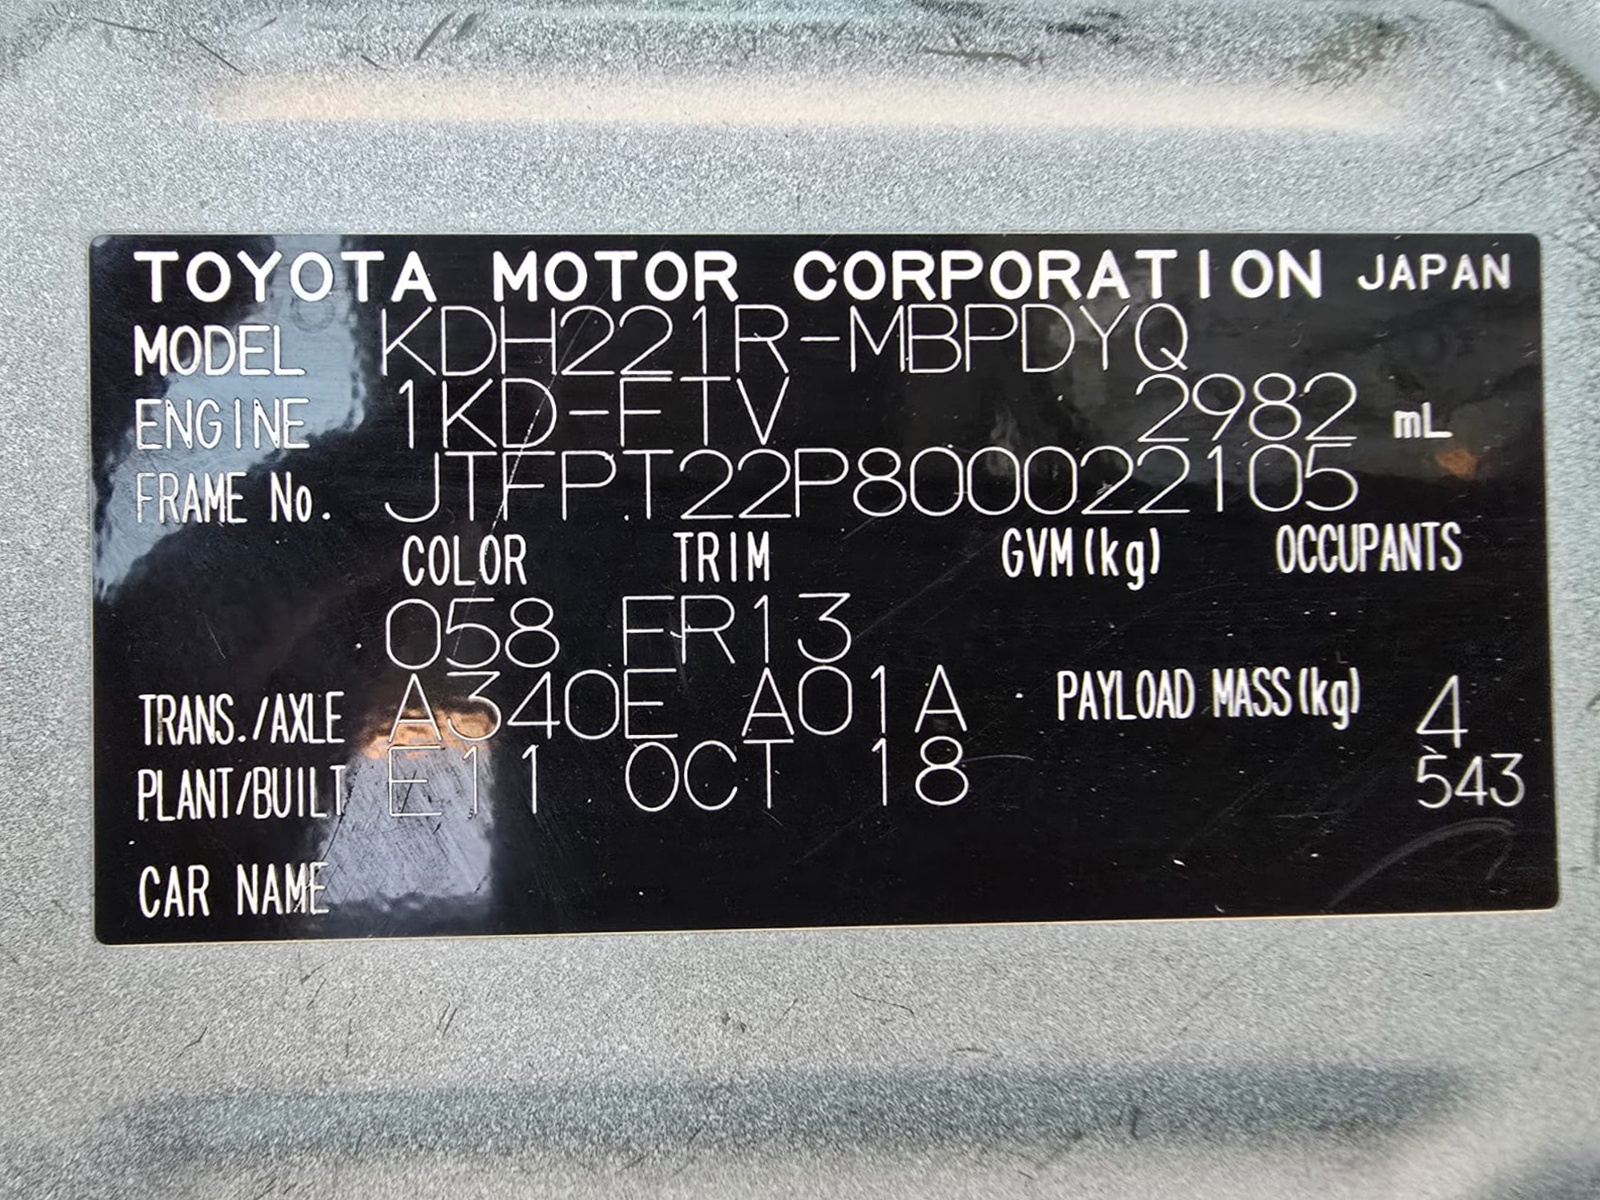 TOYOTA MOTOR CORPORATION JAPAN
MODEL KDH221R-MBPDYQ
ENGINE 1KD-FTV 2982 mL
FRAME No. JTFPT22P800022105
COLOR TRIM GVM(kg) OCCUPANTS
058 FR13
TRANS./AXLE A340E A01A PAYLOAD MASS(kg) 4
PLANT/BUILT E11 OCT 18 543
CAR NAME